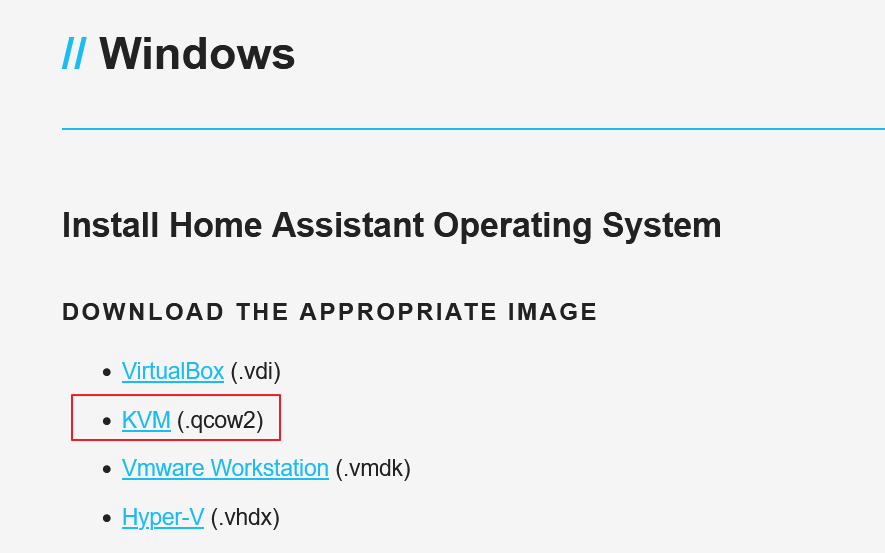 // Windows
Install Home Assistant Operating System
DOWNLOAD THE APPROPRIATE IMAGE
• VirtualBox (.vdi)
• KVM (.qcow2)
• Vmware Workstation (.vmdk)
• Hyper-V (.vhdx)